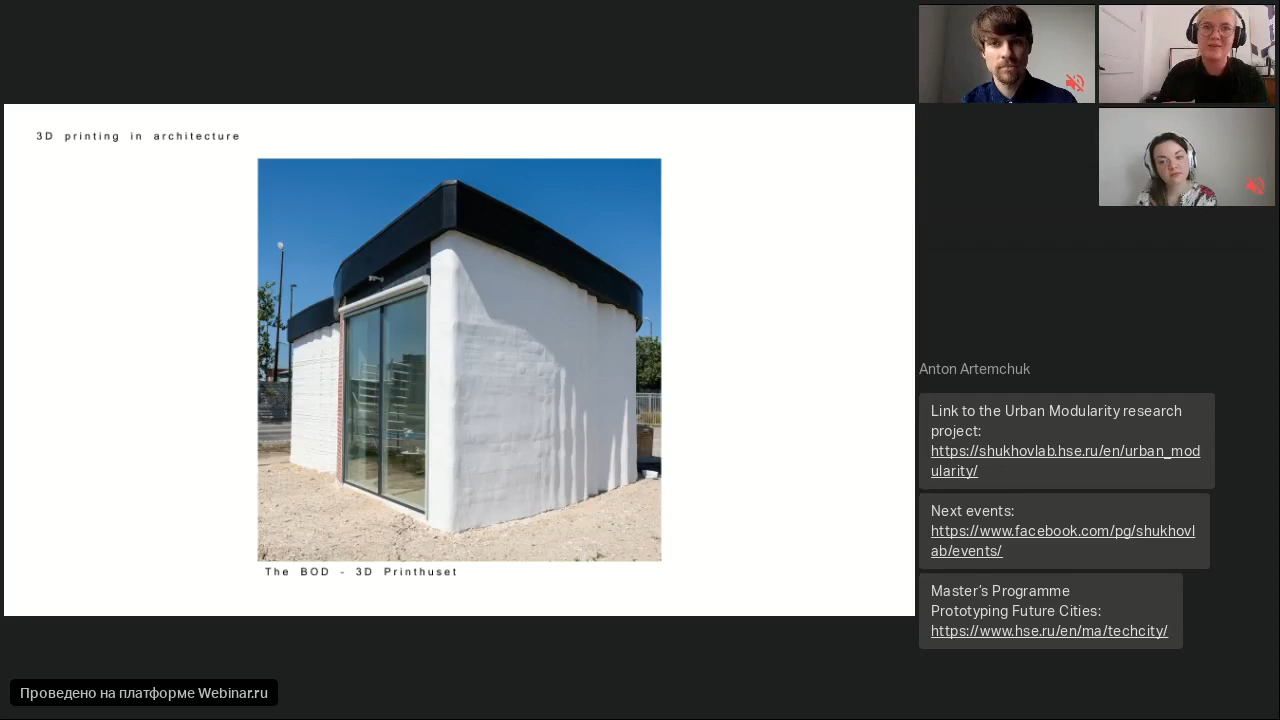 3D printing in architecture
The BOD - 3D Printhuset
Anton Artemchuk
Link to the Urban Modularity research
project:
https://shukhovlab.hse.ru/en/urban_mod
ularity/
Next events:
https://www.facebook.com/pg/shukhovl
ab/events/
Master’s Programme
Prototyping Future Cities:
https://www.hse.ru/en/ma/techcity/
Проведено на платформе Webinar.ru